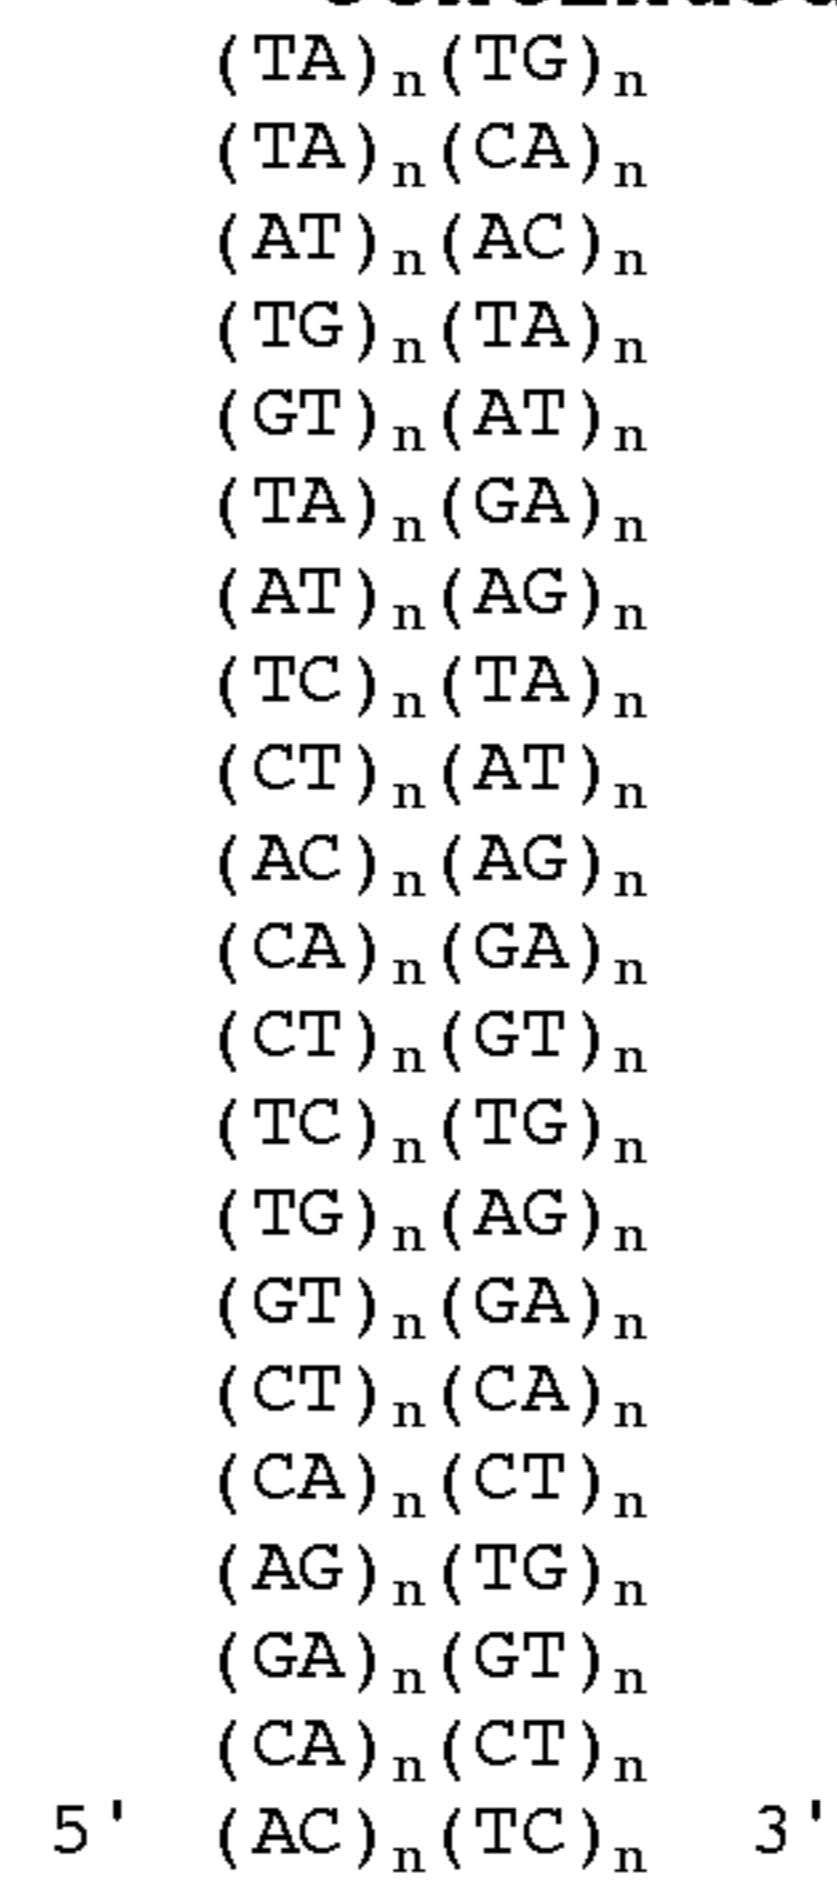 (TA)n(TG)n
(TA)n(CA)n
(AT)n(AC)n
(TG)n(TA)n
(GT)n(AT)n
(TA)n(GA)n
(AT)n(AG)n
(TC)n(TA)n
(CT)n(AT)n
(AC)n(AG)n
(CA)n(GA)n
(CT)n(GT)n
(TC)n(TG)n
(TG)n(AG)n
(GT)n(GA)n
(CT)n(CA)n
(CA)n(CT)n
(AG)n(TG)n
(GA)n(GT)n
(CA)n(CT)n
5' (AC)n(TC)n 3'